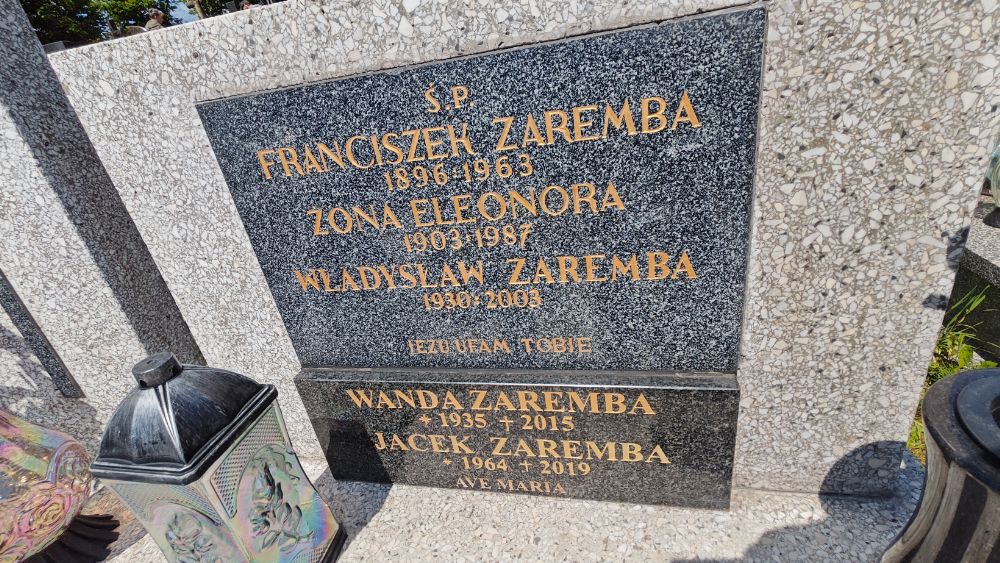 Ś.P.
FRANCISZEK ZAREMBA
1896-1963
ŻONA ELEONORA
1903-1987
WŁADYSŁAW ZAREMBA
1930-2003
IEZU UFAM TOBIE
WANDA ZAREMBA
* 1935 + 2015
JACEK ZAREMBA
* 1964 + 2019
AVE MARIA